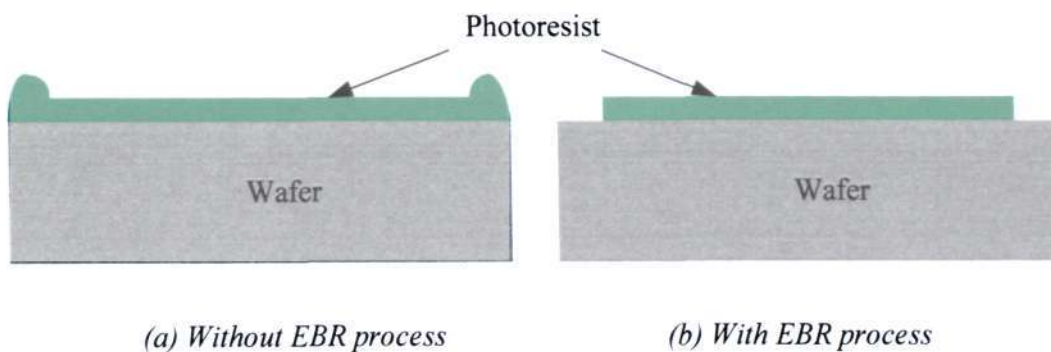 Photoresist
Wafer
Wafer
(a) Without EBR process
(b) With EBR process